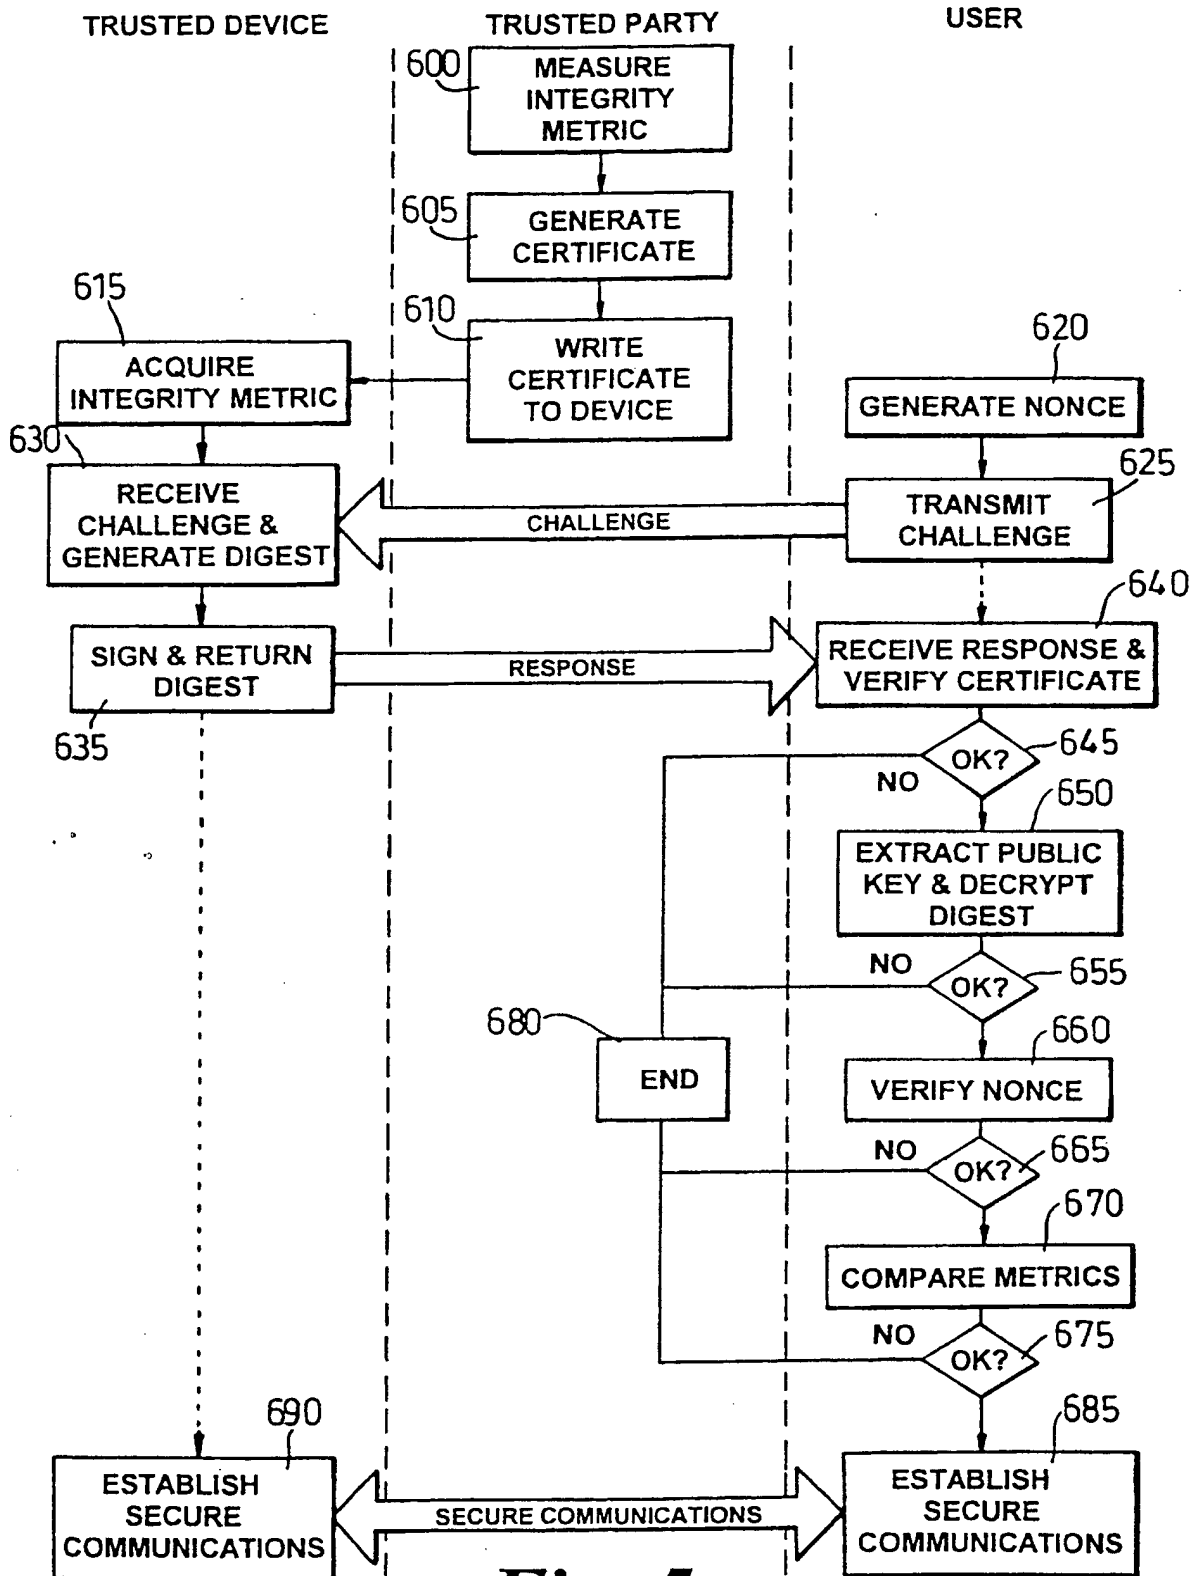 TRUSTED DEVICE
TRUSTED PARTY
USER
600
MEASURE
INTEGRITY
METRIC
605
GENERATE
CERTIFICATE
610
WRITE
CERTIFICATE
TO DEVICE
615
ACQUIRE
INTEGRITY METRIC
620
GENERATE NONCE
630
RECEIVE
CHALLENGE &
GENERATE DIGEST
CHALLENGE
625
TRANSMIT
CHALLENGE
SIGN & RETURN
DIGEST
635
RESPONSE
640
RECEIVE RESPONSE &
VERIFY CERTIFICATE
OK?
645
NO
650
EXTRACT PUBLIC
KEY & DECRYPT
DIGEST
NO
OK?
655
680
END
660
VERIFY NONCE
NO
OK?
665
670
COMPARE METRICS
NO
OK?
675
690
ESTABLISH
SECURE
COMMUNICATIONS
SECURE COMMUNICATIONS
685
ESTABLISH
SECURE
COMMUNICATIONS